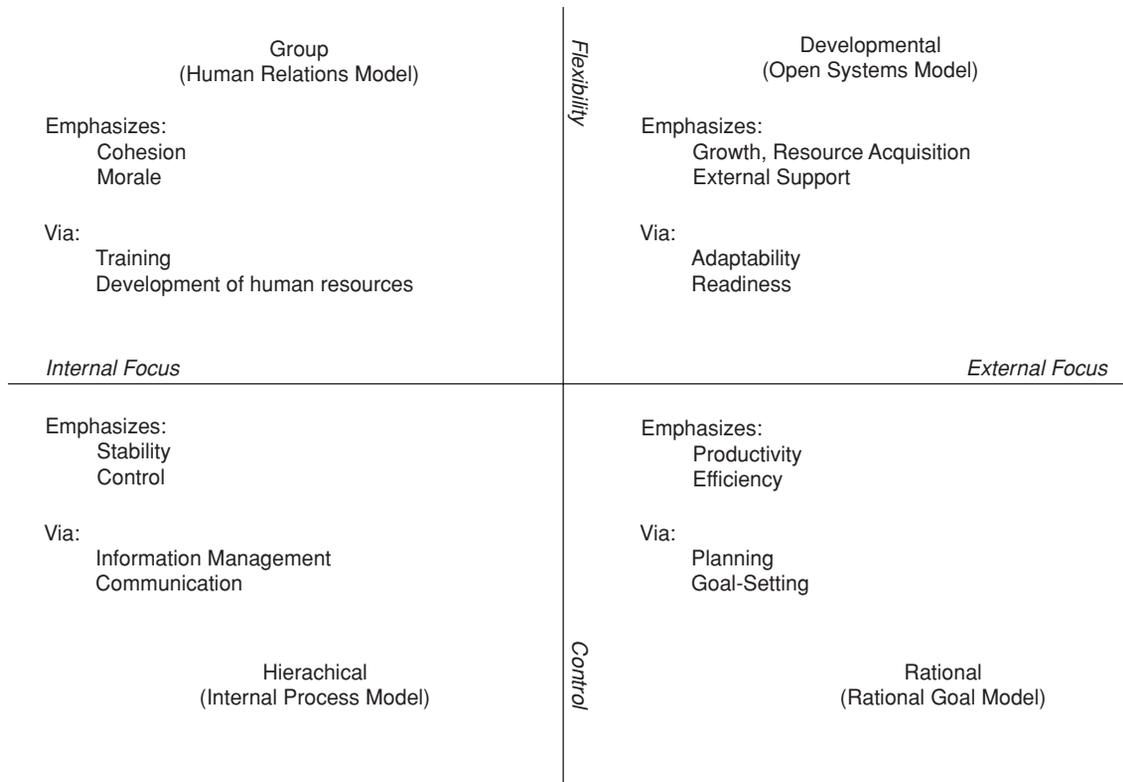 Group
(Human Relations Model)
Emphasizes:
Cohesion
Morale
Via:
Training
Development of human resources
Flexibility
Developmental
(Open Systems Model)
Emphasizes:
Growth, Resource Acquisition
External Support
Via:
Adaptability
Readiness
Internal Focus
External Focus
Emphasizes:
Stability
Control
Via:
Information Management
Communication
Hierachical
(Internal Process Model)
Control
Emphasizes:
Productivity
Efficiency
Via:
Planning
Goal-Setting
Rational
(Rational Goal Model)